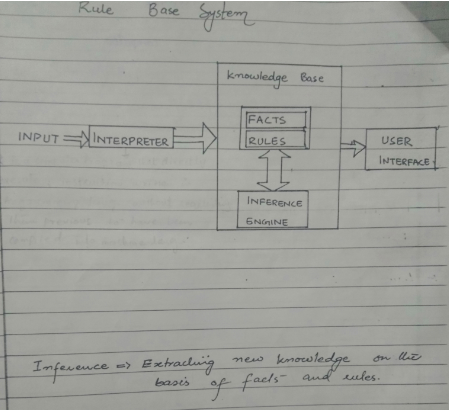 Rule Base System
Knowledge Base
FACTS
RULES
INPUT
INTERPRETER
USER
INTERFACE
INFERENCE
ENGINE
Inference => Extracting new knowledge on the
basis of facts and rules.